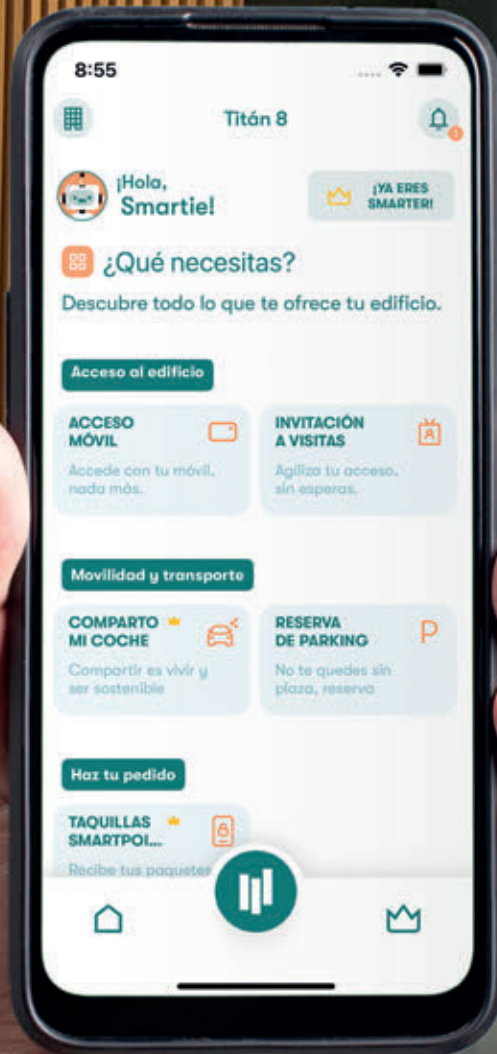 8:55
Titán 8
1
¡Hola,
Smartie!
¡YA ERES
SMARTER!
¿Qué necesitas?
Descubre todo lo que te ofrece tu edificio.
Acceso al edificio
ACCESO
MÓVIL
Accede con tu móvil,
nada más.
INVITACIÓN
A VISITAS
Agiliza tu acceso,
sin esperas.
Movilidad y transporte
COMPARTO
MI COCHE
Compartir es vivir y
ser sostenible
RESERVA
DE PARKING
P
No te quedes sin
plaza, reserva
Haz tu pedido
TAQUILLAS
SMARTPOI...
Recibe tus paquetes